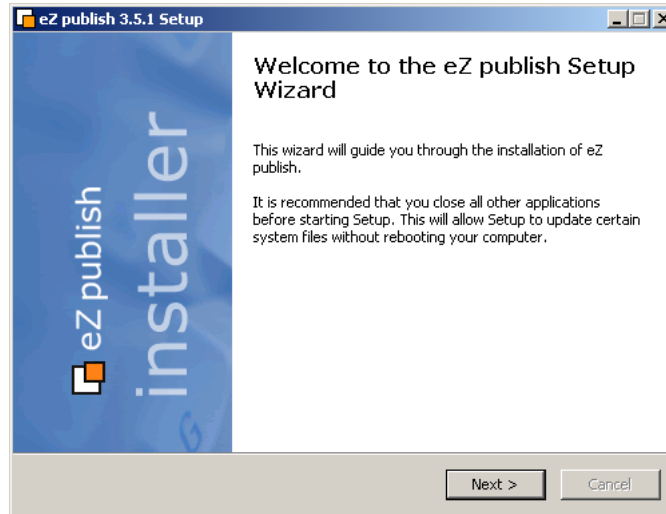 eZ publish 3.5.1 Setup
Welcome to the eZ publish Setup
Wizard
This wizard will guide you through the installation of eZ
publish.
It is recommended that you close all other applications
before starting Setup. This will allow Setup to update certain
system files without rebooting your computer.
eZ publish
installer
Next >
Cancel